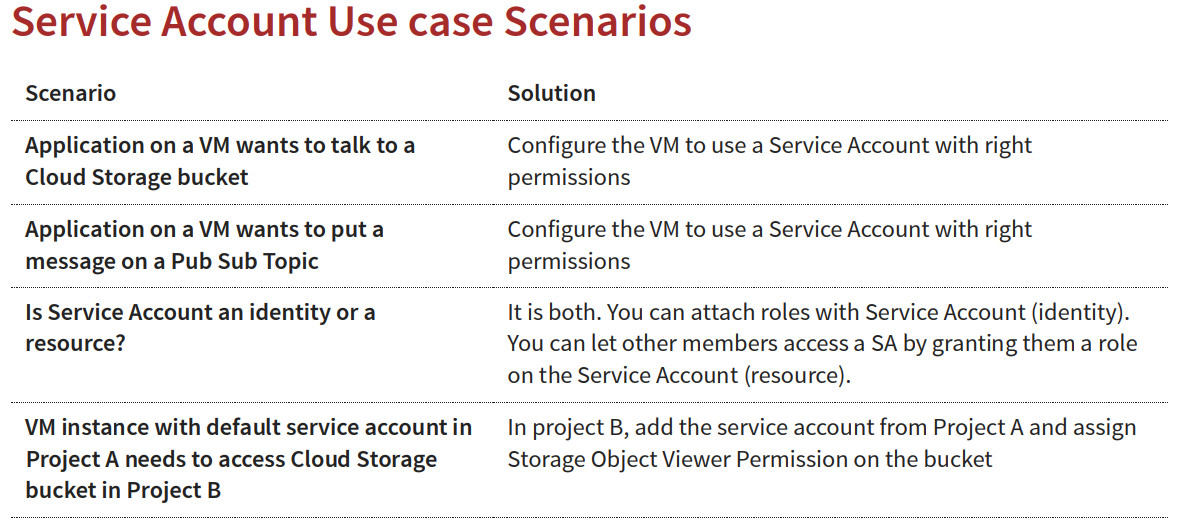 Service Account Use case Scenarios
Scenario
Solution
Application on a VM wants to talk to a
Cloud Storage bucket
Configure the VM to use a Service Account with right
permissions
Application on a VM wants to put a
message on a Pub Sub Topic
Configure the VM to use a Service Account with right
permissions
Is Service Account an identity or a
resource?
It is both. You can attach roles with Service Account (identity).
You can let other members access a SA by granting them a role
on the Service Account (resource).
VM instance with default service account in
Project A needs to access Cloud Storage
bucket in Project B
In project B, add the service account from Project A and assign
Storage Object Viewer Permission on the bucket